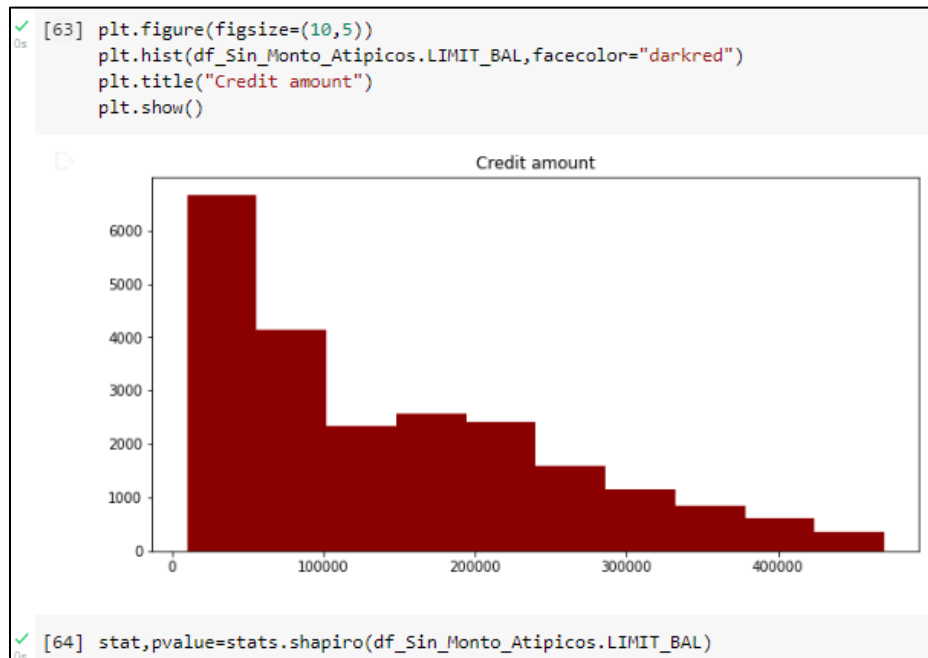 [63] plt.figure(figsize=(10,5))
plt.hist(df_Sin_Monto_Atipicos.LIMIT_BAL,facecolor="darkred")
plt.title("Credit amount")
plt.show()
0s
Credit amount
6000
5000
4000
3000
2000
1000
0
0 100000 200000 300000 400000
[64] stat,pvalue=stats.shapiro(df_Sin_Monto_Atipicos.LIMIT_BAL)
0s